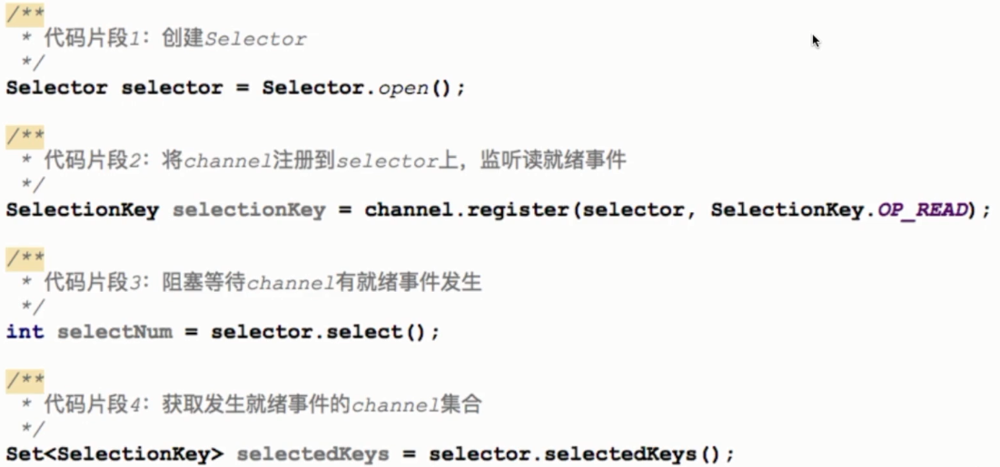 /**
 * 代码片段1：创建Selector
 */
Selector selector = Selector.open();
/**
 * 代码片段2：将channel注册到selector上，监听读就绪事件
 */
SelectionKey selectionKey = channel.register(selector, SelectionKey.OP_READ);
/**
 * 代码片段3：阻塞等待channel有就绪事件发生
 */
int selectNum = selector.select();
/**
 * 代码片段4：获取发生就绪事件的channel集合
 */
Set<SelectionKey> selectedKeys = selector.selectedKeys();